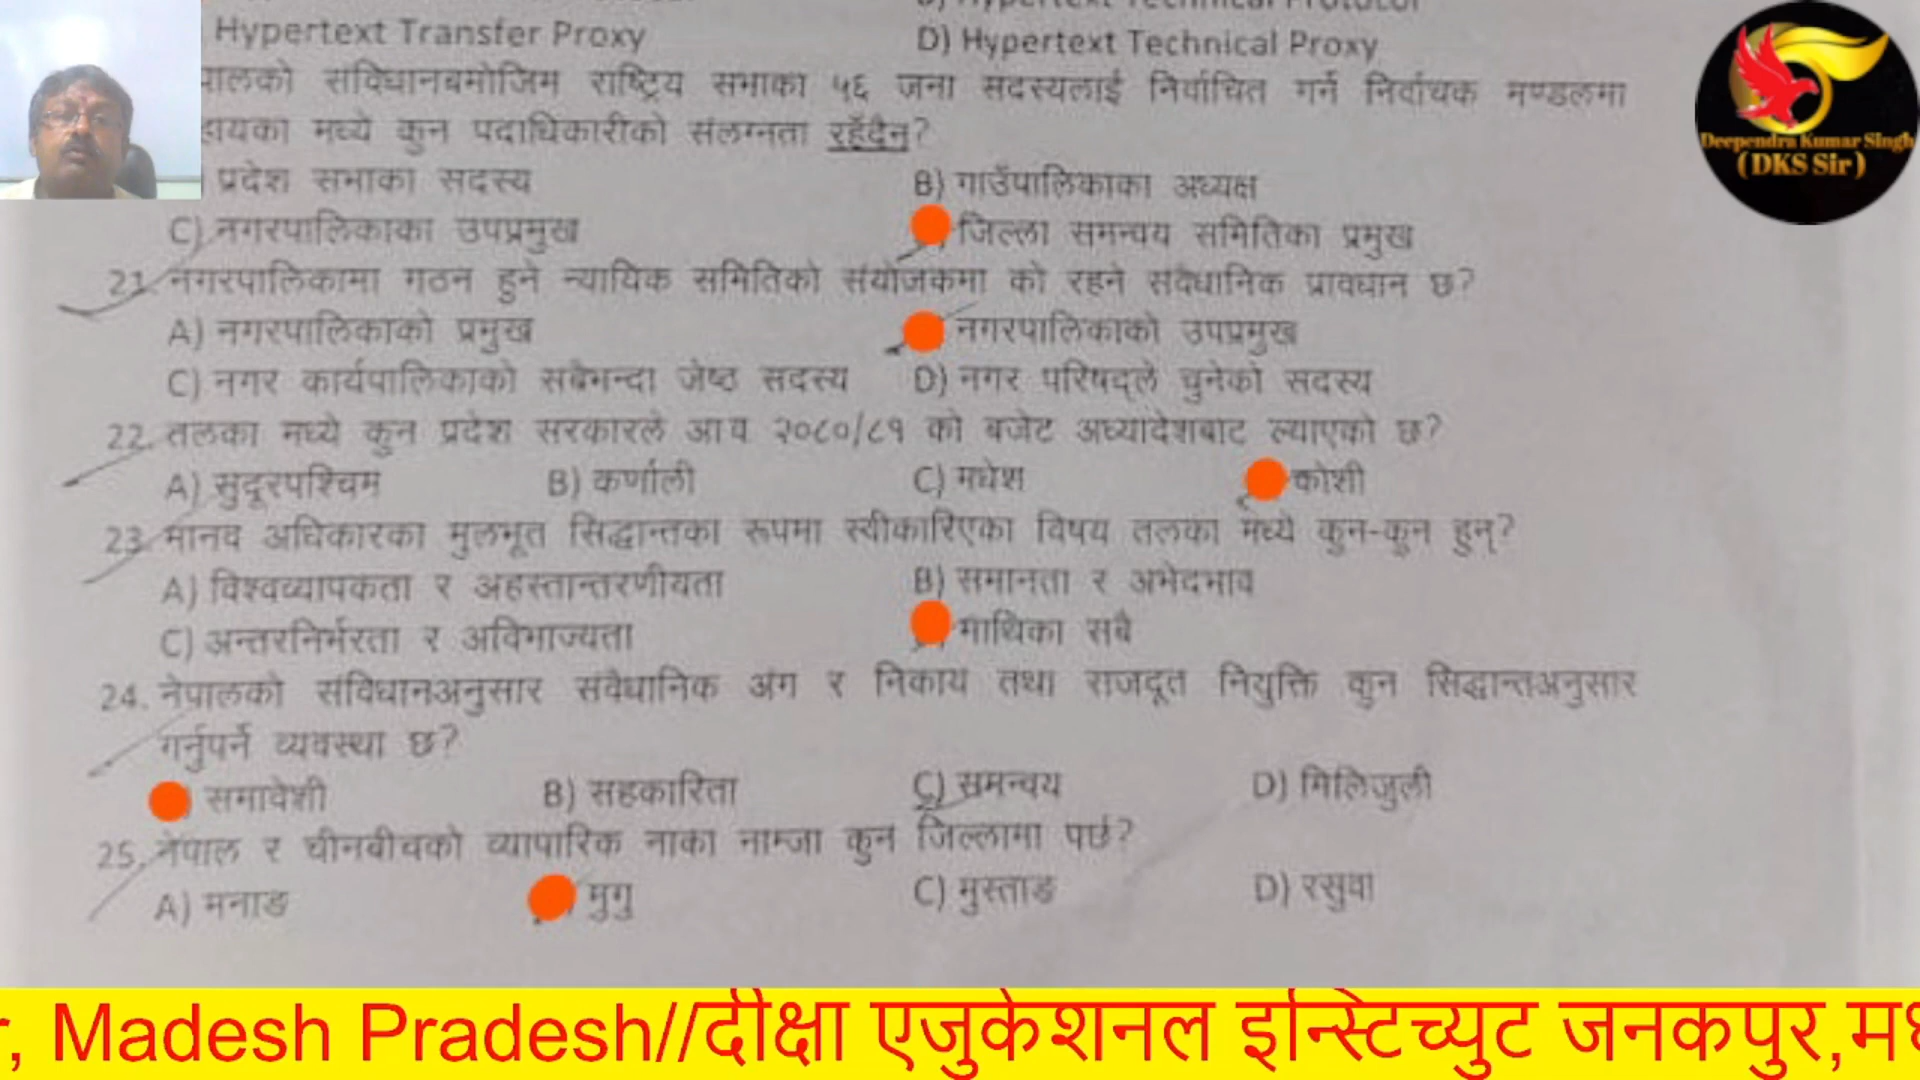 Hypertext Transfer Proxy
D) Hypertext Technical Proxy
पालको संविधानबमोजिम राष्ट्रिय सभाका ५६ जना सदस्यलाई निर्वाचित गर्ने निर्वाचक मण्डलमा
हायका मध्ये कुन पदाधिकारीको संलग्नता रहँदैन?
प्रदेश सभाका सदस्य
B) गाउँपालिकाका अध्यक्ष
C) नगरपालिकाका उपप्रमुख
जिल्ला समन्वय समितिका प्रमुख
21. नगरपालिकामा गठन हुने न्यायिक समितिको संयोजकमा को रहने संवैधानिक प्रावधान छ?
A) नगरपालिकाको प्रमुख
नगरपालिकाको उपप्रमुख
C) नगर कार्यपालिकाको सबैभन्दा जेष्ठ सदस्य
D) नगर परिषद्ले चुनेको सदस्य
22. तलका मध्ये कुन प्रदेश सरकारले आव २०८०/८१ को बजेट अध्यादेशबाट ल्याएको छ?
A) सुदूरपश्चिम
B) कर्णाली
C) मधेश
कोशी
23. मानव अधिकारका मुलभूत सिद्धान्तका रूपमा स्वीकारिएका विषय तलका मध्ये कुन-कुन हुन्?
A) विश्वव्यापकता र अहस्तान्तरणीयता
B) समानता र अभेदभाव
C) अन्तरनिर्भरता र अविभाज्यता
माथिका सबै
24. नेपालको संविधानअनुसार संवैधानिक अंग र निकाय तथा राजदूत नियुक्ति कुन सिद्धान्तअनुसार
गर्नुपर्ने व्यवस्था छ?
समावेशी
B) सहकारिता
C) समन्वय
D) मिलिजुली
25. नेपाल र चीनबीचको व्यापारिक नाका नाम्जा कुन जिल्लामा पर्छ?
A) मनाङ
मुगु
C) मुस्ताङ
D) रसुवा
Deependra Kumar Singh
(DKS Sir)
r, Madesh Pradesh//दीक्षा एजुकेशनल इन्स्टिच्युट जनकपुर,मध